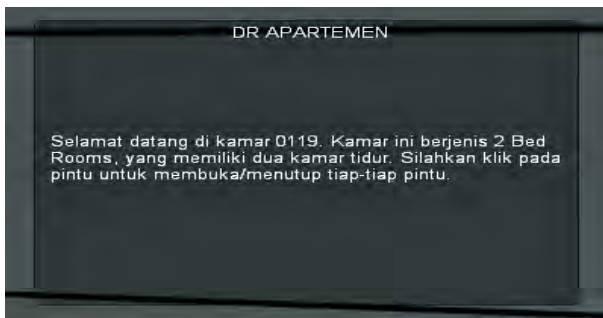 DR APARTEMEN
Selamat datang di kamar 0119. Kamar ini berjenis 2 Bed
Rooms, yang memiliki dua kamar tidur. Silahkan klik pada
pintu untuk membuka/menutup tiap-tiap pintu.